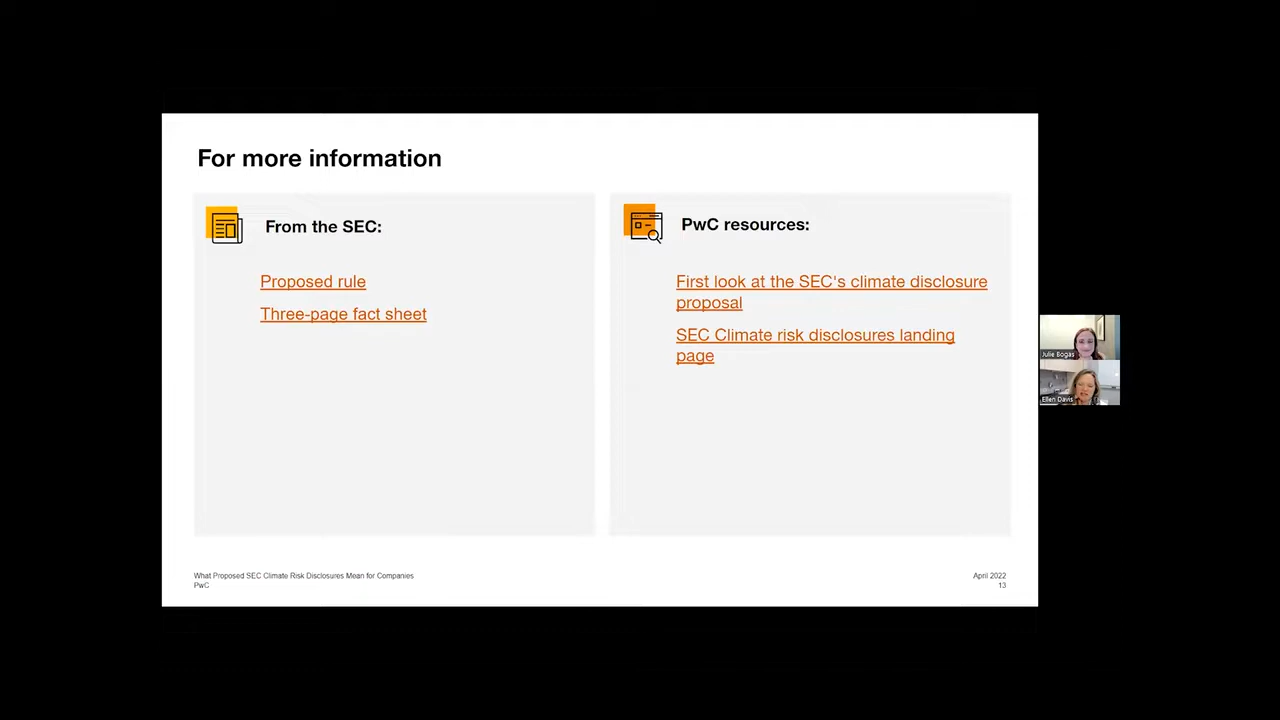 For more information
From the SEC:
Proposed rule
Three-page fact sheet
PwC resources:
First look at the SEC's climate disclosure
proposal
SEC Climate risk disclosures landing
page
Julie Bogas
Ellen Davis
What Proposed SEC Climate Risk Disclosures Mean for Companies
PwC
April 2022
13